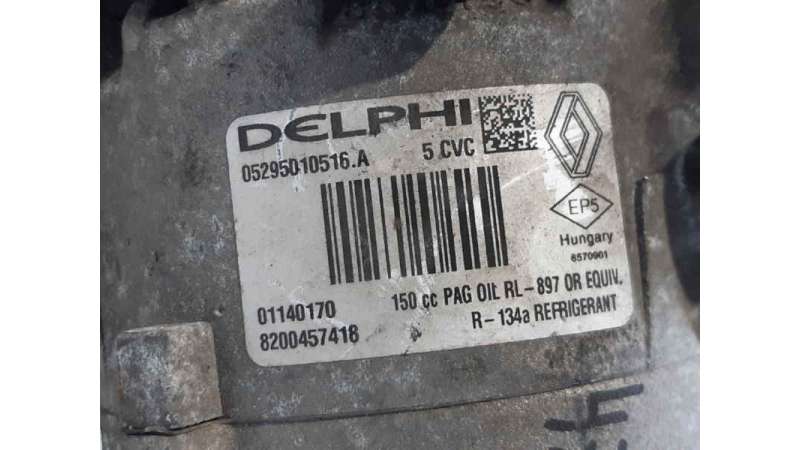 DELPHI
05295010516.A 5 CVC
EP5
Hungary
8570901
01140170 150 cc PAG OIL RL-897 OR EQUIV.
8200457418 R-134a REFRIGERANT